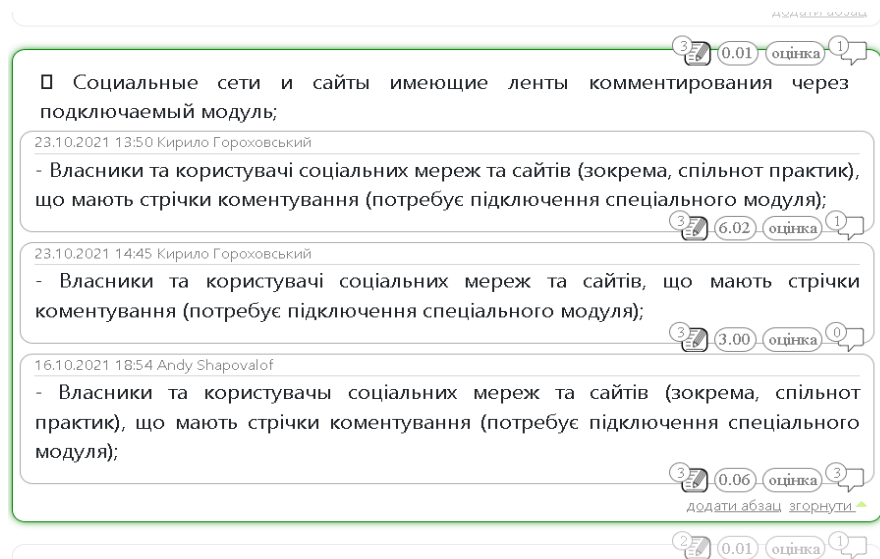 додати абзац
3 0.01 оцінка 1
Социальные сети и сайты имеющие ленты комментирования через
подключаемый модуль;
23.10.2021 13:50 Кирило Гороховський
- Власники та користувачі соціальних мереж та сайтів (зокрема, спільнот практик),
що мають стрічки коментування (потребує підключення спеціального модуля);
3 6.02 оцінка 1
23.10.2021 14:45 Кирило Гороховський
- Власники та користувачі соціальних мереж та сайтів, що мають стрічки
коментування (потребує підключення спеціального модуля);
3 3.00 оцінка 0
16.10.2021 18:54 Andy Shapovalof
- Власники та користувачы соціальних мереж та сайтів (зокрема, спільнот
практик), що мають стрічки коментування (потребує підключення спеціального
модуля);
3 0.06 оцінка 3
додати абзац згорнути
2 0.01 оцінка 1